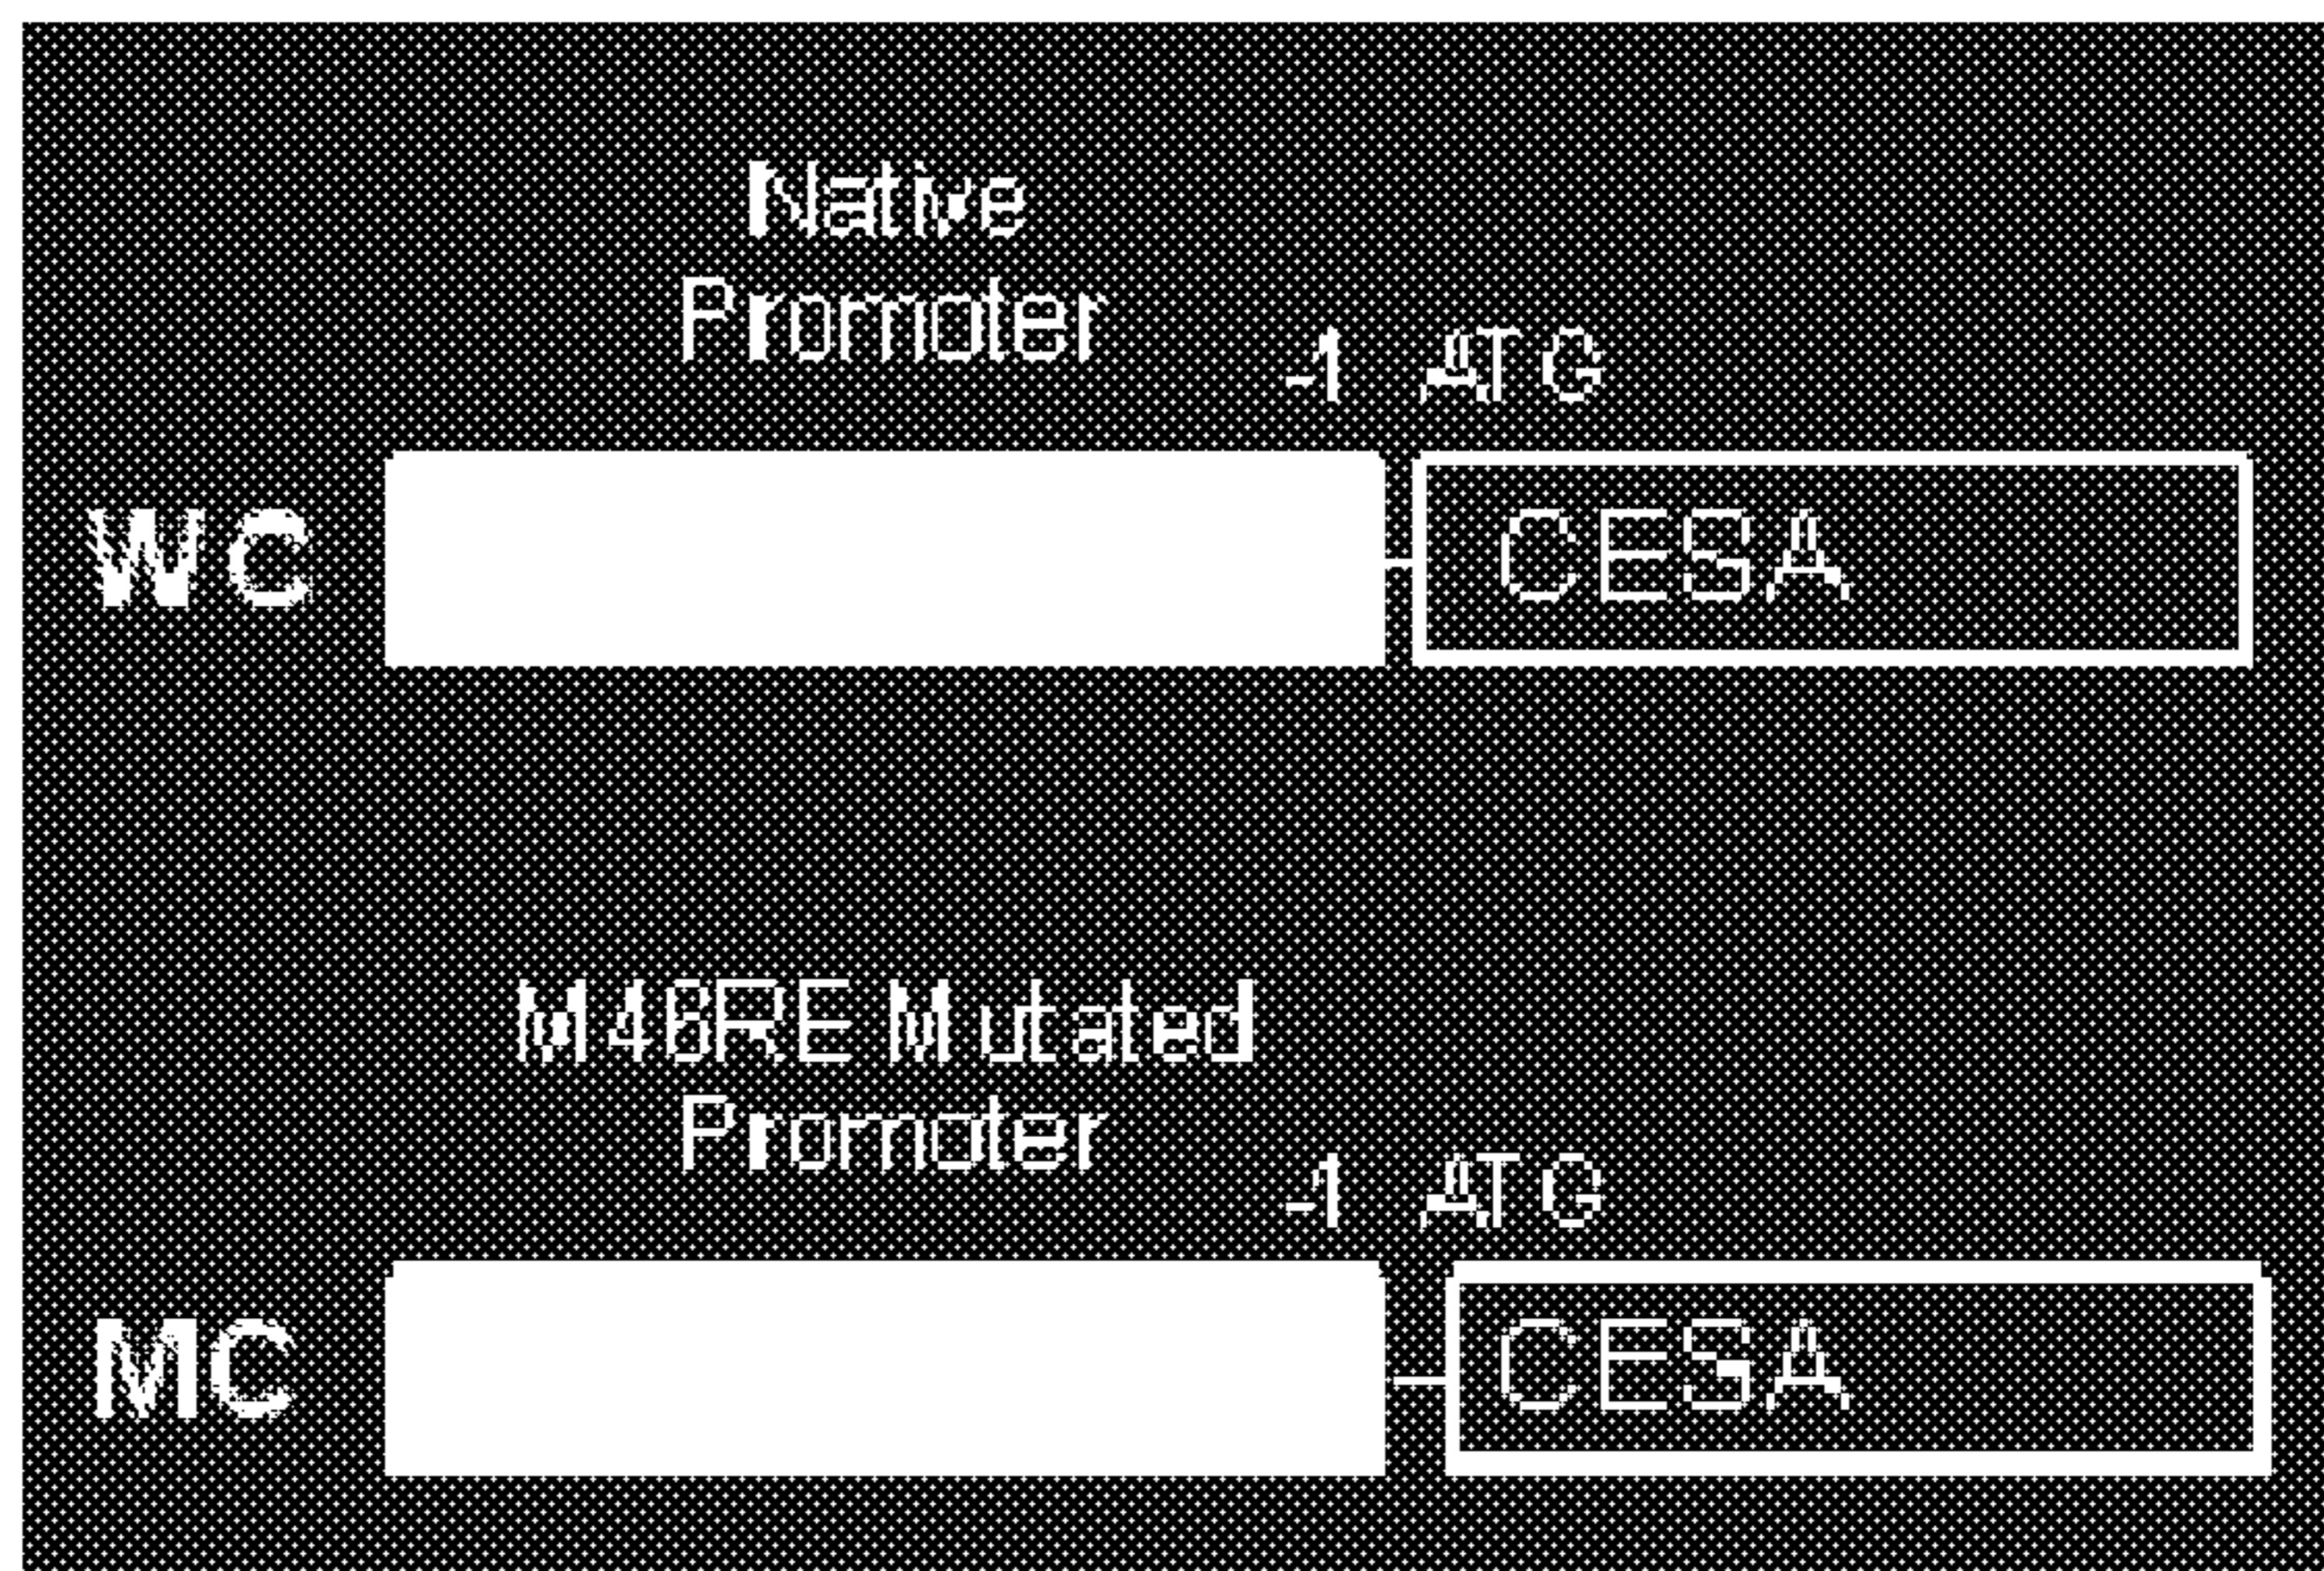 Native
Promoter
-1 ATG
WC CESA
M46RE Mutated
Promoter
-1 ATG
MC CESA